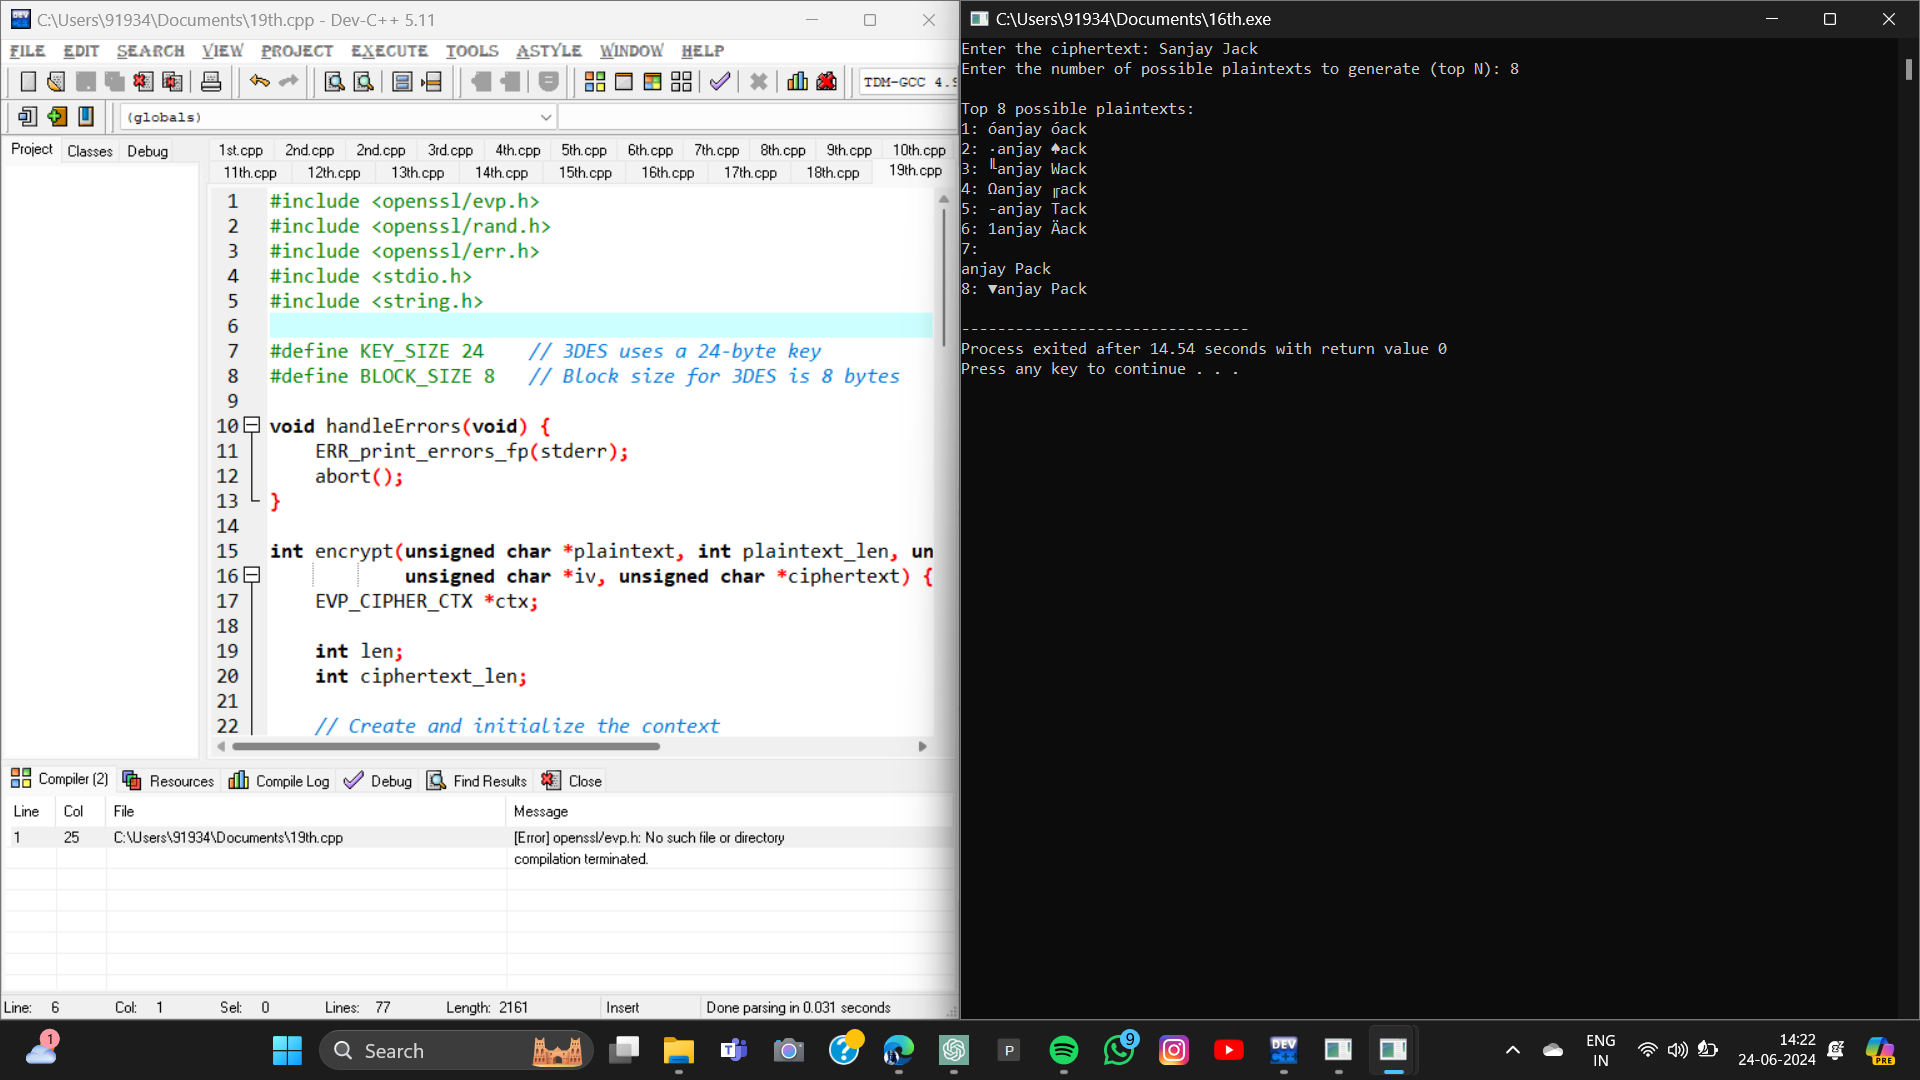 C:\Users\91934\Documents\19th.cpp - Dev-C++ 5.11
FILE EDIT SEARCH VIEW PROJECT EXECUTE TOOLS ASTYLE WINDOW HELP
TDM-GCC 4.9
(globals)
Project Classes Debug
1st.cpp 2nd.cpp 2nd.cpp 3rd.cpp 4th.cpp 5th.cpp 6th.cpp 7th.cpp 8th.cpp 9th.cpp 10th.cpp
11th.cpp 12th.cpp 13th.cpp 14th.cpp 15th.cpp 16th.cpp 17th.cpp 18th.cpp 19th.cpp
1 #include <openssl/evp.h>
2 #include <openssl/rand.h>
3 #include <openssl/err.h>
4 #include <stdio.h>
5 #include <string.h>
6
7 #define KEY_SIZE 24    // 3DES uses a 24-byte key
8 #define BLOCK_SIZE 8   // Block size for 3DES is 8 bytes
9
10 void handleErrors(void) {
11     ERR_print_errors_fp(stderr);
12     abort();
13 }
14
15 int encrypt(unsigned char *plaintext, int plaintext_len, un
16             unsigned char *iv, unsigned char *ciphertext) {
17     EVP_CIPHER_CTX *ctx;
18
19     int len;
20     int ciphertext_len;
21
22     // Create and initialize the context
Compiler (2) Resources Compile Log Debug Find Results Close
Line Col File Message
1 25 C:\Users\91934\Documents\19th.cpp [Error] openssl/evp.h: No such file or directory
compilation terminated.
Line: 6 Col: 1 Sel: 0 Lines: 77 Length: 2161 Insert Done parsing in 0.031 seconds
C:\Users\91934\Documents\16th.exe
Enter the ciphertext: Sanjay Jack
Enter the number of possible plaintexts to generate (top N): 8
Top 8 possible plaintexts:
1: óanjay óack
2: ·anjay ♠ack
3: ╚anjay Wack
4: Ωanjay ╔ack
5: -anjay Tack
6: 1anjay Äack
7:
anjay Pack
8: ▼anjay Pack
--------------------------------
Process exited after 14.54 seconds with return value 0
Press any key to continue . . .
1
Search
DEV
P
9
ENG
IN
14:22
24-06-2024
PRE